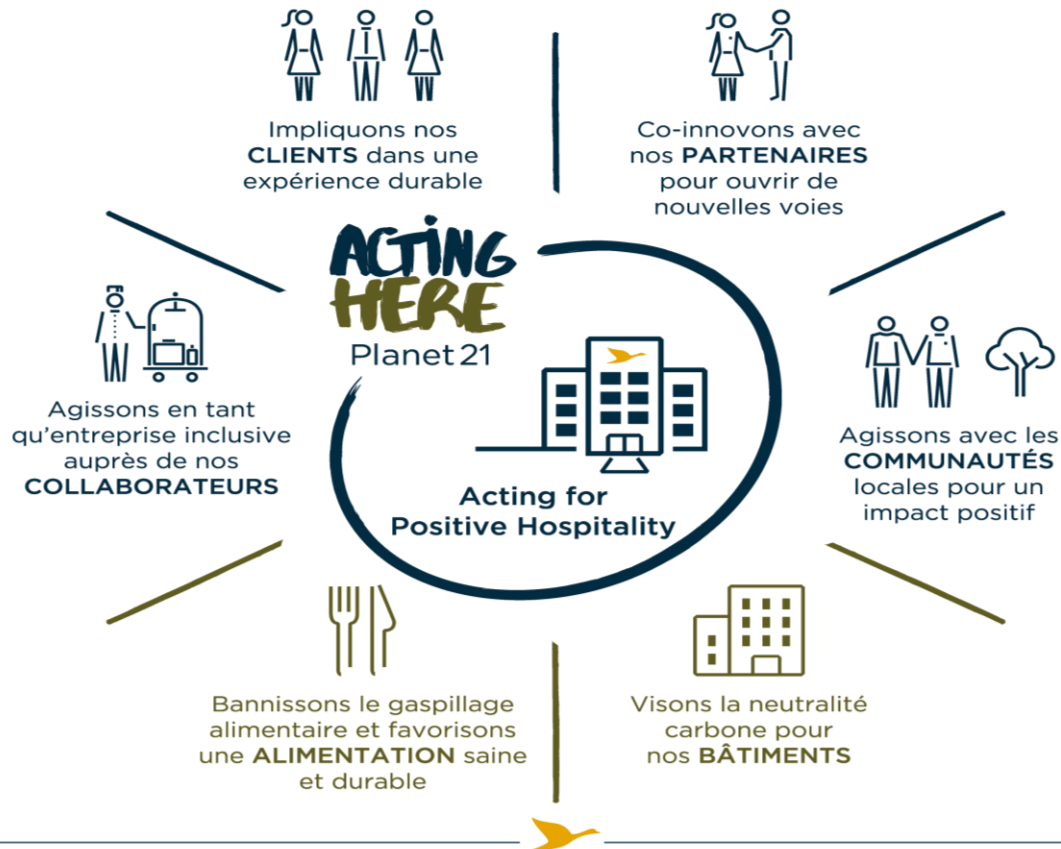 Impliquons nos
CLIENTS dans une
expérience durable
Co-innovons avec
nos PARTENAIRES
pour ouvrir de
nouvelles voies
ACTING
HERE
Planet 21
Agissons en tant
qu'entreprise inclusive
auprès de nos
COLLABORATEURS
Acting for
Positive Hospitality
Agissons avec les
COMMUNAUTÉS
locales pour un
impact positif
Bannissons le gaspillage
alimentaire et favorisons
une ALIMENTATION saine
et durable
Visons la neutralité
carbone pour
nos BÂTIMENTS